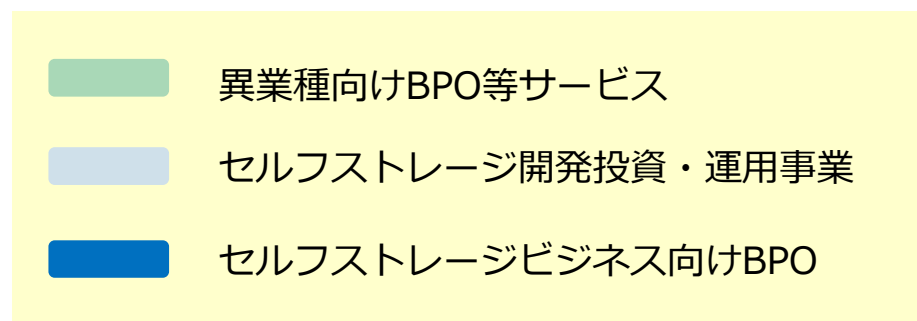 異業種向けBPO等サービス
セルフストレージ開発投資・運用事業
セルフストレージビジネス向けBPO